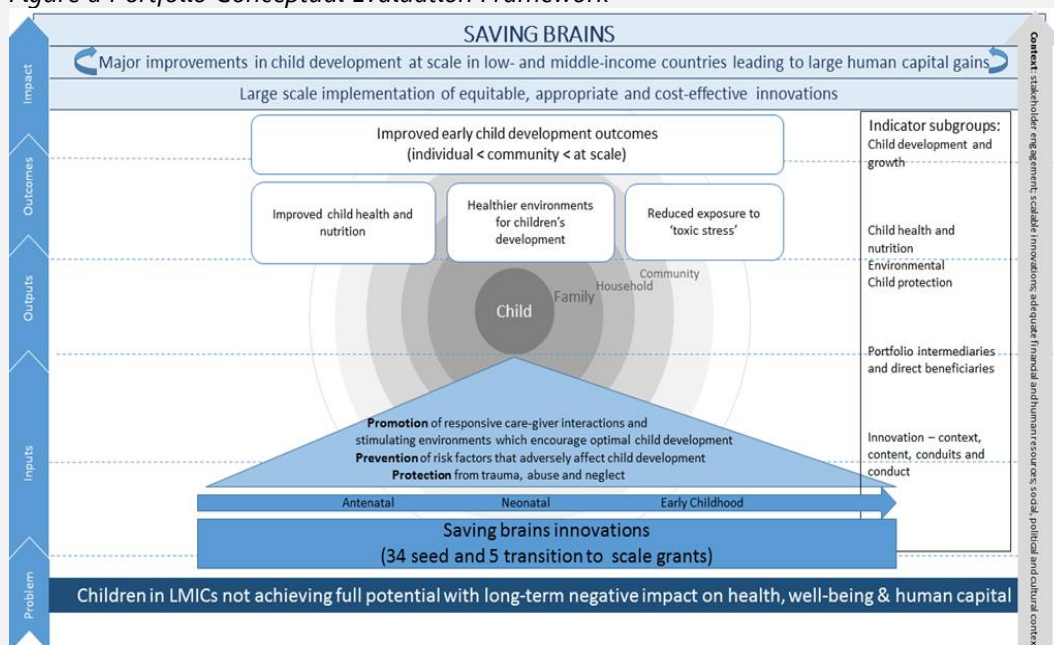 Figure a Portfolio Conceptual Evaluation Framework
SAVING BRAINS
Major improvements in child development at scale in low- and middle-income countries leading to large human capital gains
Large scale implementation of equitable, appropriate and cost-effective innovations
Impact
Outcomes
Outputs
Inputs
Problem
Improved early child development outcomes
(individual < community < at scale)
Improved child health and
nutrition
Healthier environments
for children's
development
Reduced exposure to
'toxic stress'
Child
Family
Household
Community
Promotion of responsive care-giver interactions and
stimulating environments which encourage optimal child development
Prevention of risk factors that adversely affect child development
Protection from trauma, abuse and neglect
Antenatal
Neonatal
Early Childhood
Saving brains innovations
(34 seed and 5 transition to scale grants)
Children in LMICs not achieving full potential with long-term negative impact on health, well-being & human capital
Indicator subgroups:
Child development and
growth
Child health and
nutrition
Environmental
Child protection
Portfolio intermediaries
and direct beneficiaries
Innovation – context,
content, conduits and
conduct
Context: stakeholder engagement; scalable innovations; adequate financial and human resources; social, political and cultural